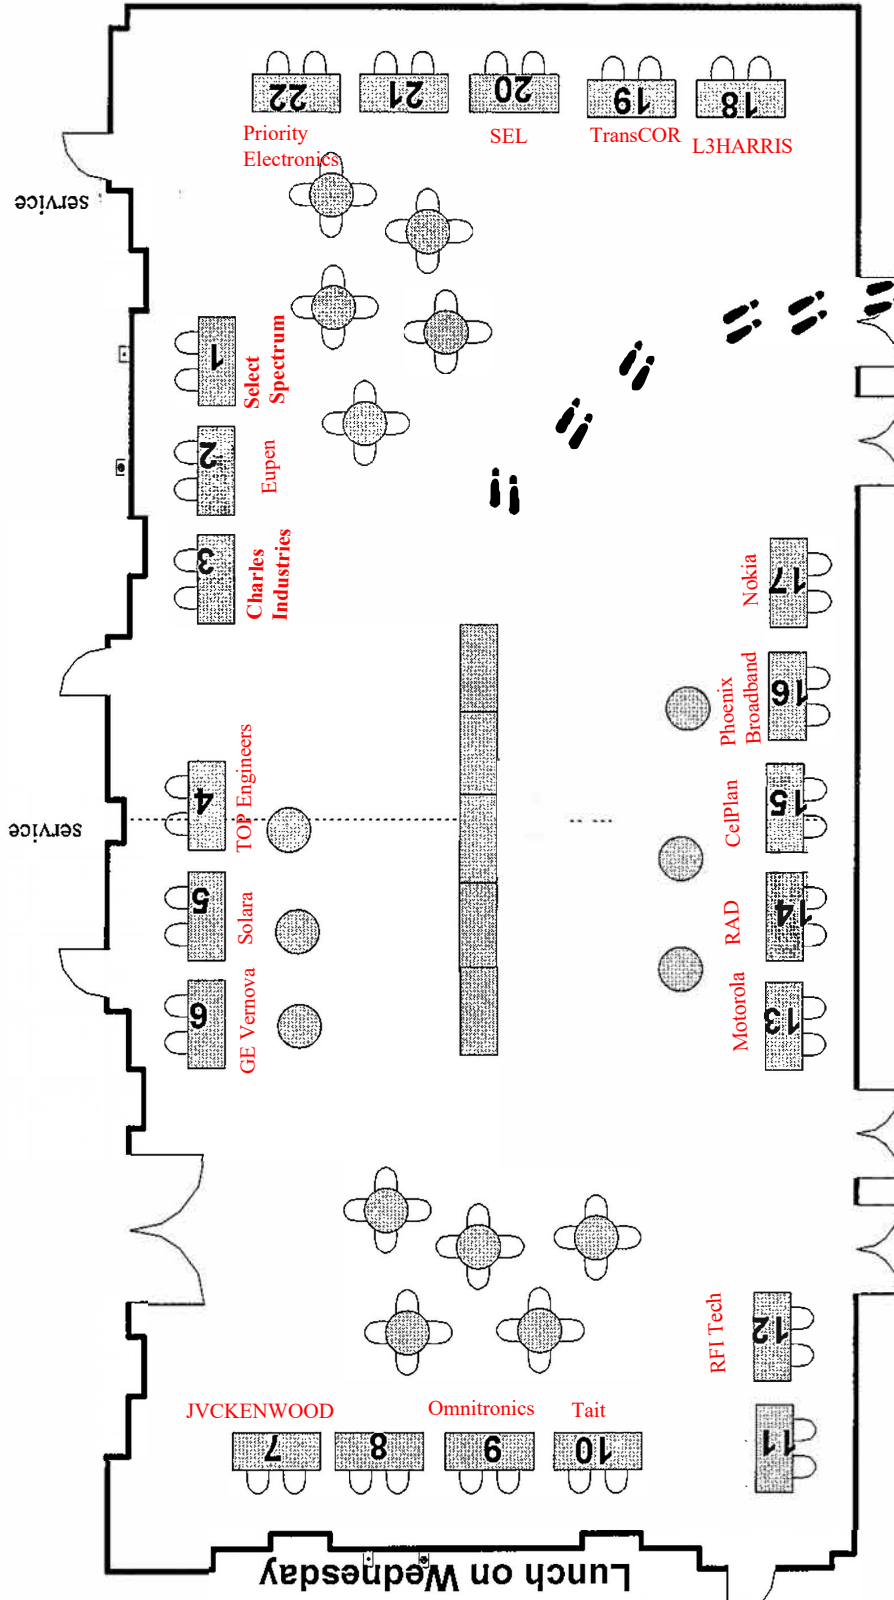 22
21
20
19
18
Priority
Electronics
SEL
TransCOR
L3HARRIS
service
1
Select
Spectrum
2
Eupen
3
Charles
Industries
17
Nokia
16
Phoenix
Broadband
4
TOP Engineers
15
CelPlan
service
5
Solara
14
RAD
6
GE Vernova
13
Motorola
12
RFI Tech
JVCKENWOOD
Omnitronics
Tait
7
8
9
10
11
Lunch on Wednesday